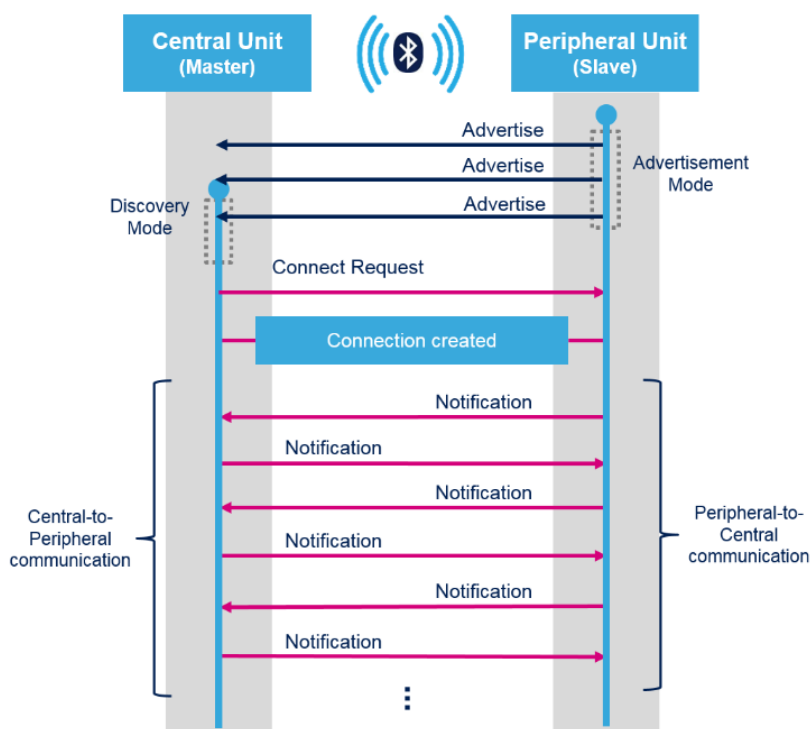 Central Unit
(Master)
Peripheral Unit
(Slave)
Advertise
Advertise
Advertise
Advertisement
Mode
Discovery
Mode
Connect Request
Connection created
Notification
Notification
Notification
Notification
Notification
Notification
Central-to-
Peripheral
communication
Peripheral-to-
Central
communication